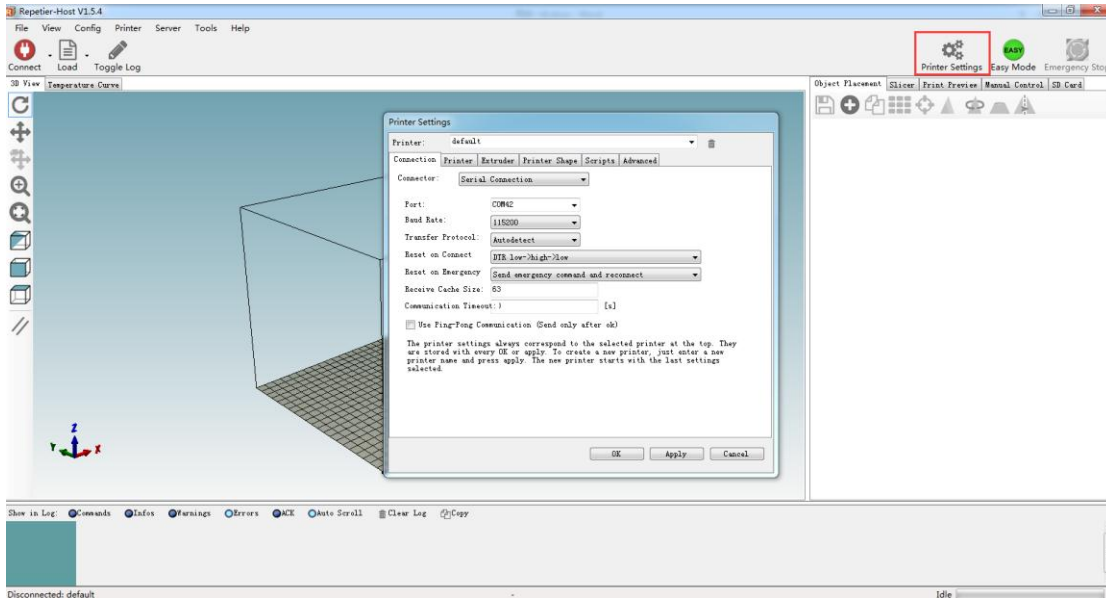 Repetier-Host V1.5.4
File View Config Printer Server Tools Help
Connect Load Toggle Log Printer Settings EASY Easy Mode Emergency Stop
3D View Temperature Curve Object Placement Slicer Print Preview Manual Control SD Card
Printer Settings
Printer: default
Connection Printer Extruder Printer Shape Scripts Advanced
Connector: Serial Connection
Port: COM42
Baud Rate: 115200
Transfer Protocol: Autodetect
Reset on Connect DTR low->high->low
Reset on Emergency Send emergency command and reconnect
Receive Cache Size: 63
Communication Timeout: [s]
Use Ping-Pong Communication (Send only after ok)
The printer settings always correspond to the selected printer at the top. They
are stored with every OK or apply. To create a new printer, just enter a new
printer name and press apply. The new printer starts with the last settings
selected.
OK Apply Cancel
Z
Y X
Show in Log: Commands Infos Warnings Errors ACK Auto Scroll Clear Log Copy
Disconnected: default - Idle